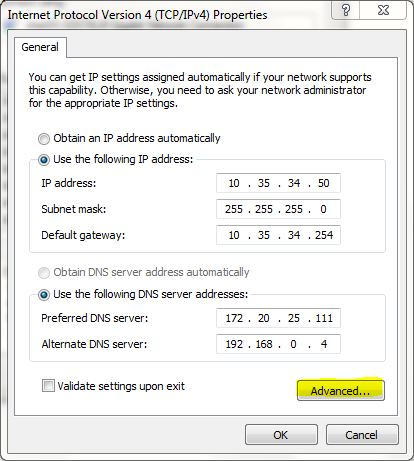 Internet Protocol Version 4 (TCP/IPv4) Properties
General
You can get IP settings assigned automatically if your network supports
this capability. Otherwise, you need to ask your network administrator
for the appropriate IP settings.
Obtain an IP address automatically
Use the following IP address:
IP address: 10 . 35 . 34 . 50
Subnet mask: 255 . 255 . 255 . 0
Default gateway: 10 . 35 . 34 . 254
Obtain DNS server address automatically
Use the following DNS server addresses:
Preferred DNS server: 172 . 20 . 25 . 111
Alternate DNS server: 192 . 168 . 0 . 4
Validate settings upon exit
Advanced...
OK Cancel